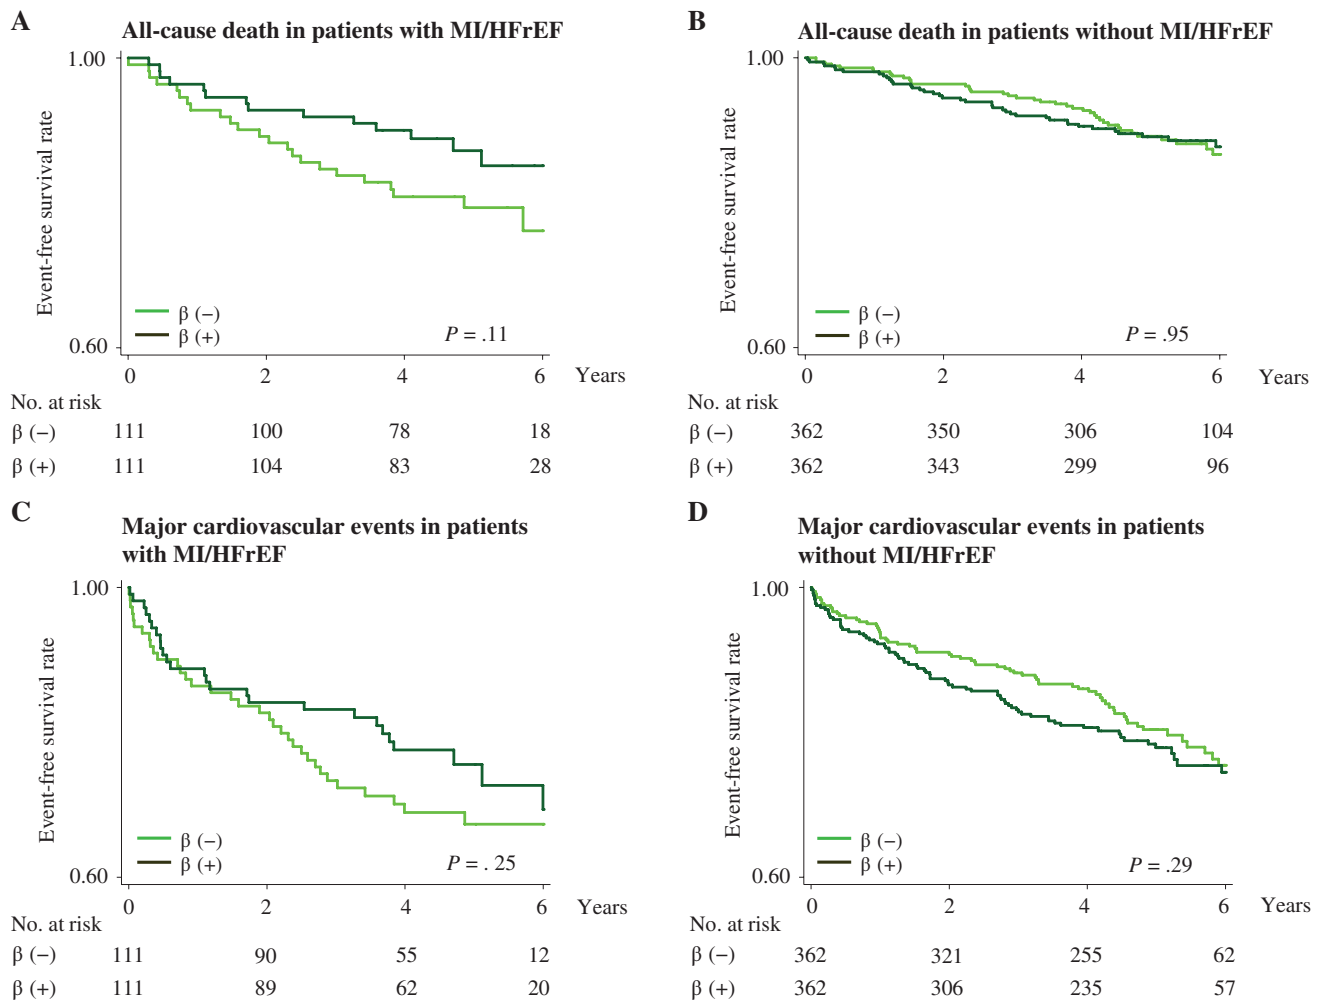 A
All-cause death in patients with MI/HFrEF
1.00
Event-free survival rate
β (−)
β (+)
P = .11
0.60
0 2 4 6 Years
No. at risk
β (−) 111 100 78 18
β (+) 111 104 83 28
B
All-cause death in patients without MI/HFrEF
1.00
Event-free survival rate
β (−)
β (+)
P = .95
0.60
0 2 4 6 Years
No. at risk
β (−) 362 350 306 104
β (+) 362 343 299 96
C
Major cardiovascular events in patients
with MI/HFrEF
1.00
Event-free survival rate
β (−)
β (+)
P = . 25
0.60
0 2 4 6 Years
No. at risk
β (−) 111 90 55 12
β (+) 111 89 62 20
D
Major cardiovascular events in patients
without MI/HFrEF
1.00
Event-free survival rate
β (−)
β (+)
P = .29
0.60
0 2 4 6 Years
No. at risk
β (−) 362 321 255 62
β (+) 362 306 235 57